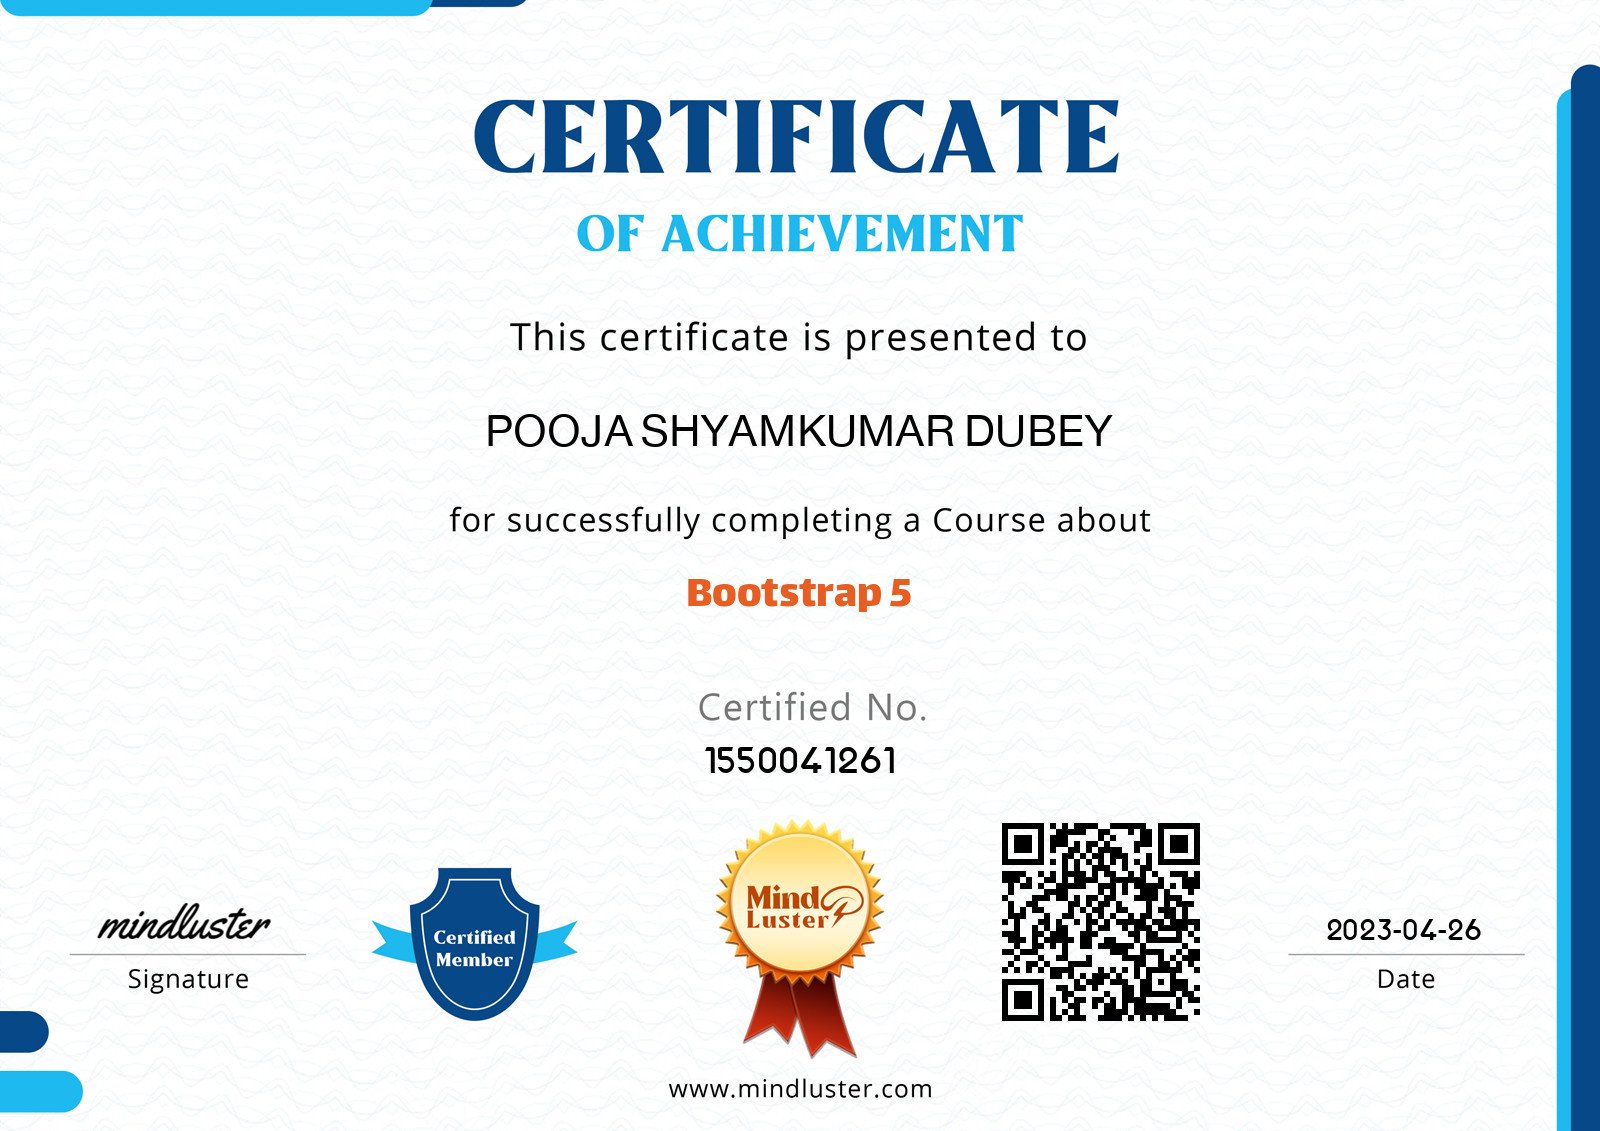 CERTIFICATE
OF ACHIEVEMENT
This certificate is presented to
POOJA SHYAMKUMAR DUBEY
for successfully completing a Course about
Bootstrap 5
Certified No.
1550041261
mindluster
Signature
Certified
Member
Mind
Luster
2023-04-26
Date
www.mindluster.com